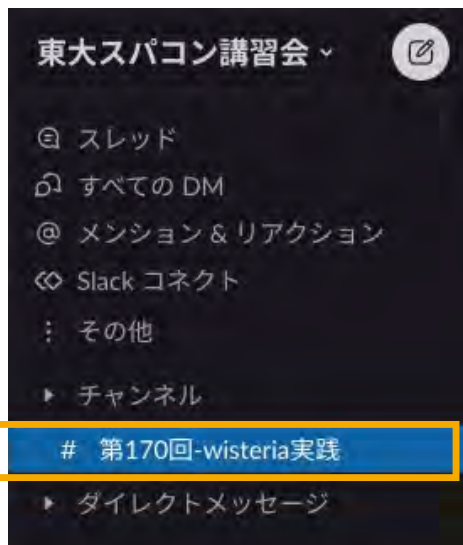 東大スパコン講習会
スレッド
すべての DM
@ メンション & リアクション
Slack コネクト
その他
チャンネル
# 第170回-wisteria実践
ダイレクトメッセージ